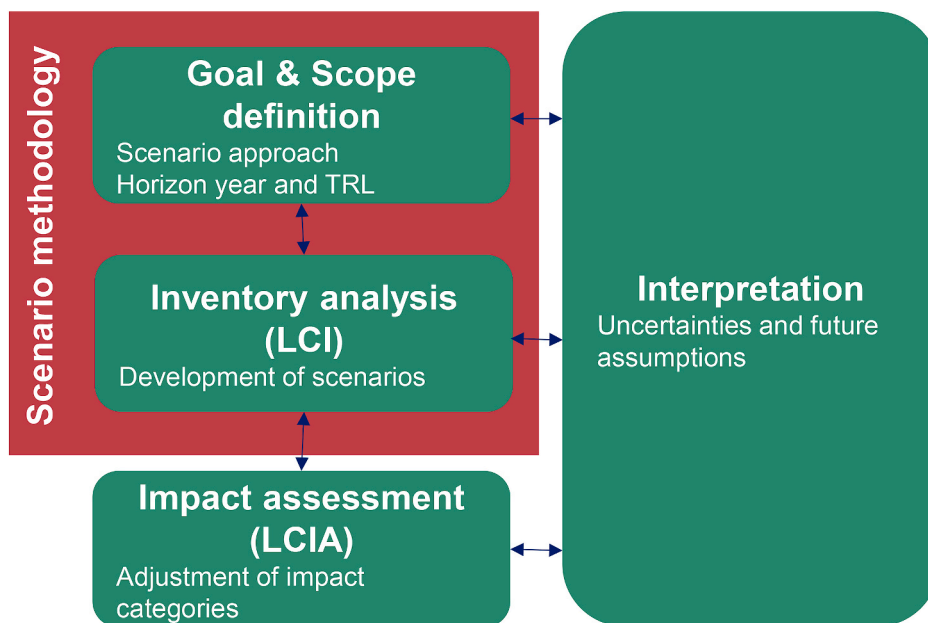 Scenario methodology
Goal & Scope
definition
Scenario approach
Horizon year and TRL
Inventory analysis
(LCI)
Development of scenarios
Impact assessment
(LCIA)
Adjustment of impact
categories
Interpretation
Uncertainties and future
assumptions